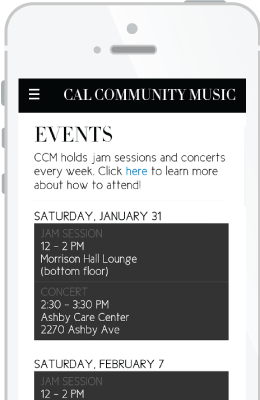 CAL COMMUNITY MUSIC
EVENTS
CCM holds jam sessions and concerts
every week. Click here to learn more
about how to attend!
SATURDAY, JANUARY 31
JAM SESSION
12 - 2 PM
Morrison Hall Lounge
(bottom floor)
CONCERT
2:30 - 3:30 PM
Ashby Care Center
2270 Ashby Ave
SATURDAY, FEBRUARY 7
JAM SESSION
12 - 2 PM